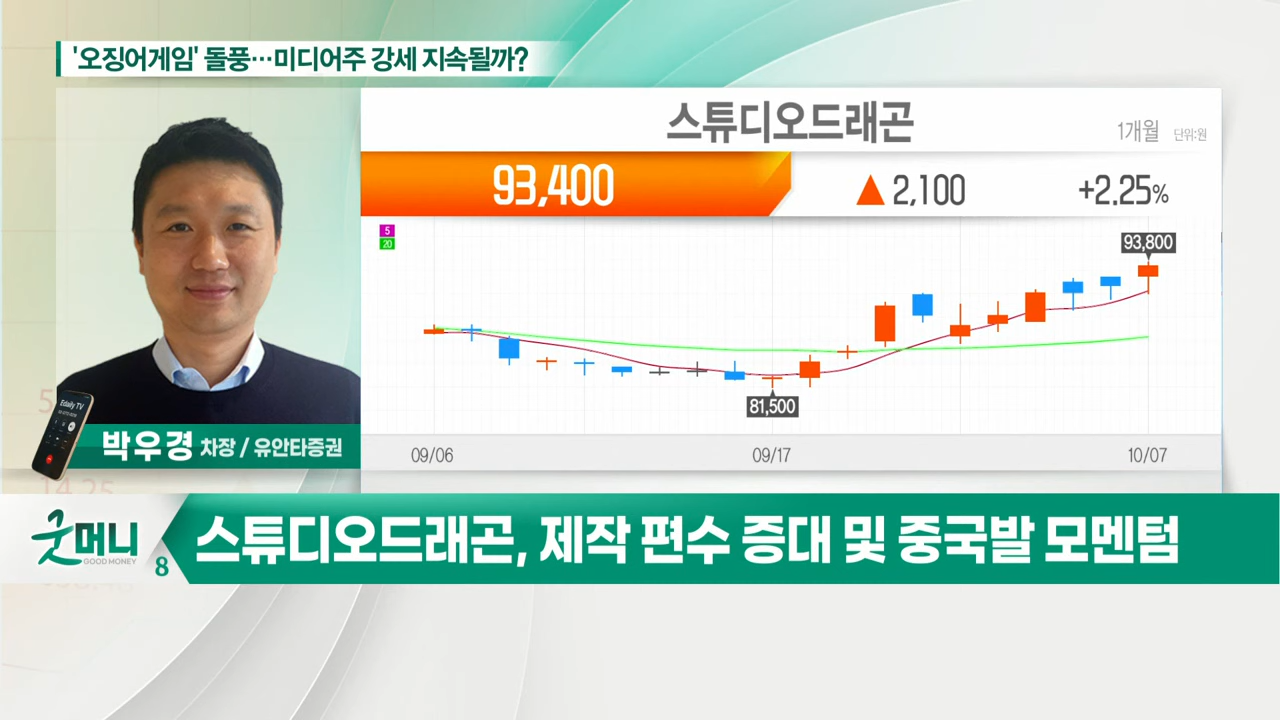 '오징어게임' 돌풍…미디어주 강세 지속될까?
스튜디오드래곤
1개월 단위:원
93,400 ▲ 2,100 +2.25%
5
20
93,800
81,500
09/06 09/17 10/07
Edaily TV
박우경 차장 / 유안타증권
14.25
굿머니
GOOD MONEY
8
스튜디오드래곤, 제작 편수 증대 및 중국발 모멘텀